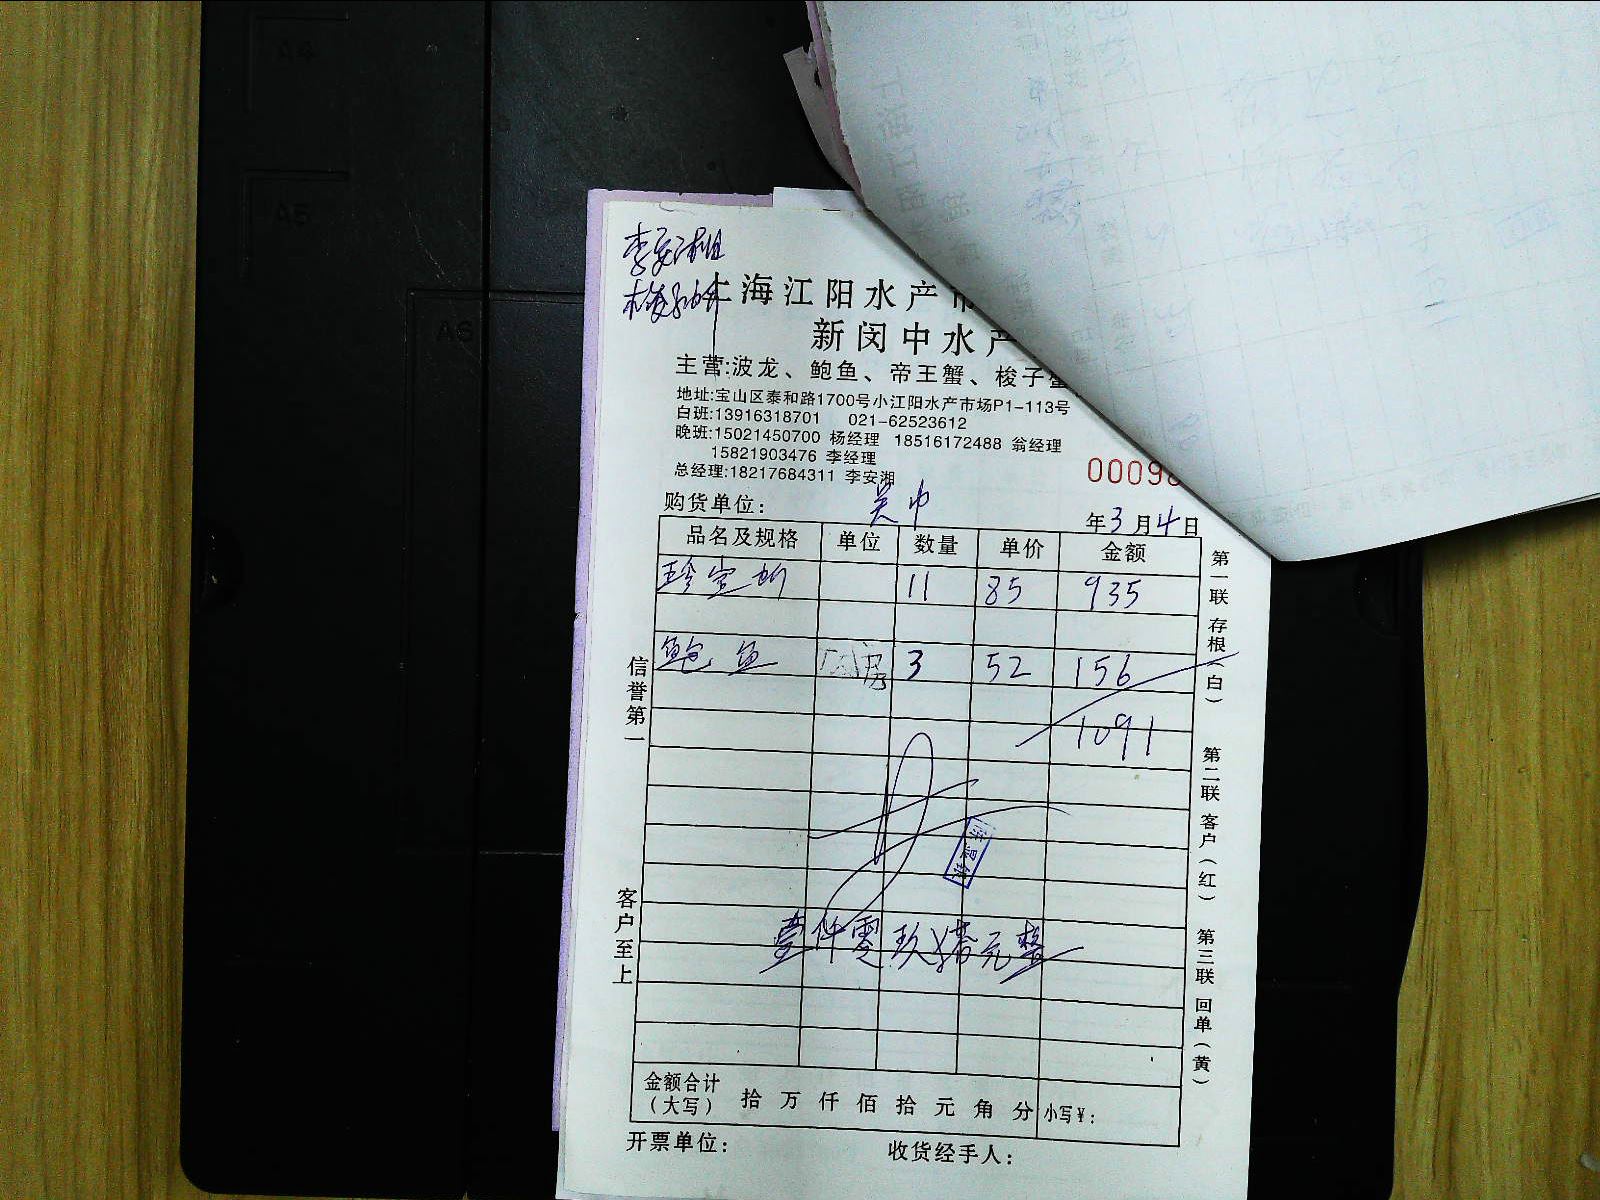 上海江阳水产市
新闵中水产
主营:波龙、鲍鱼、帝王蟹、梭子蟹
地址:宝山区泰和路1700号小江阳水产市场P1-113号
白班:13916318701 021-62523612
晚班:15021450700 杨经理 18516172488 翁经理
15821903476 李经理
总经理:18217684311 李安湘
0009
购货单位: 吴中
年3月4日
品名及规格 单位 数量 单价 金额
珍宝 11 85 935
鲍鱼 3 52 156
1091
壹仟零玖拾元整
金额合计(大写) 拾 万 仟 佰 拾 元 角 分 小写¥:
开票单位: 收货经手人:
信誉第一
客户至上
第一联 存根(白)
第二联 客户(红)
第三联 回单(黄)
A4
A5
A6